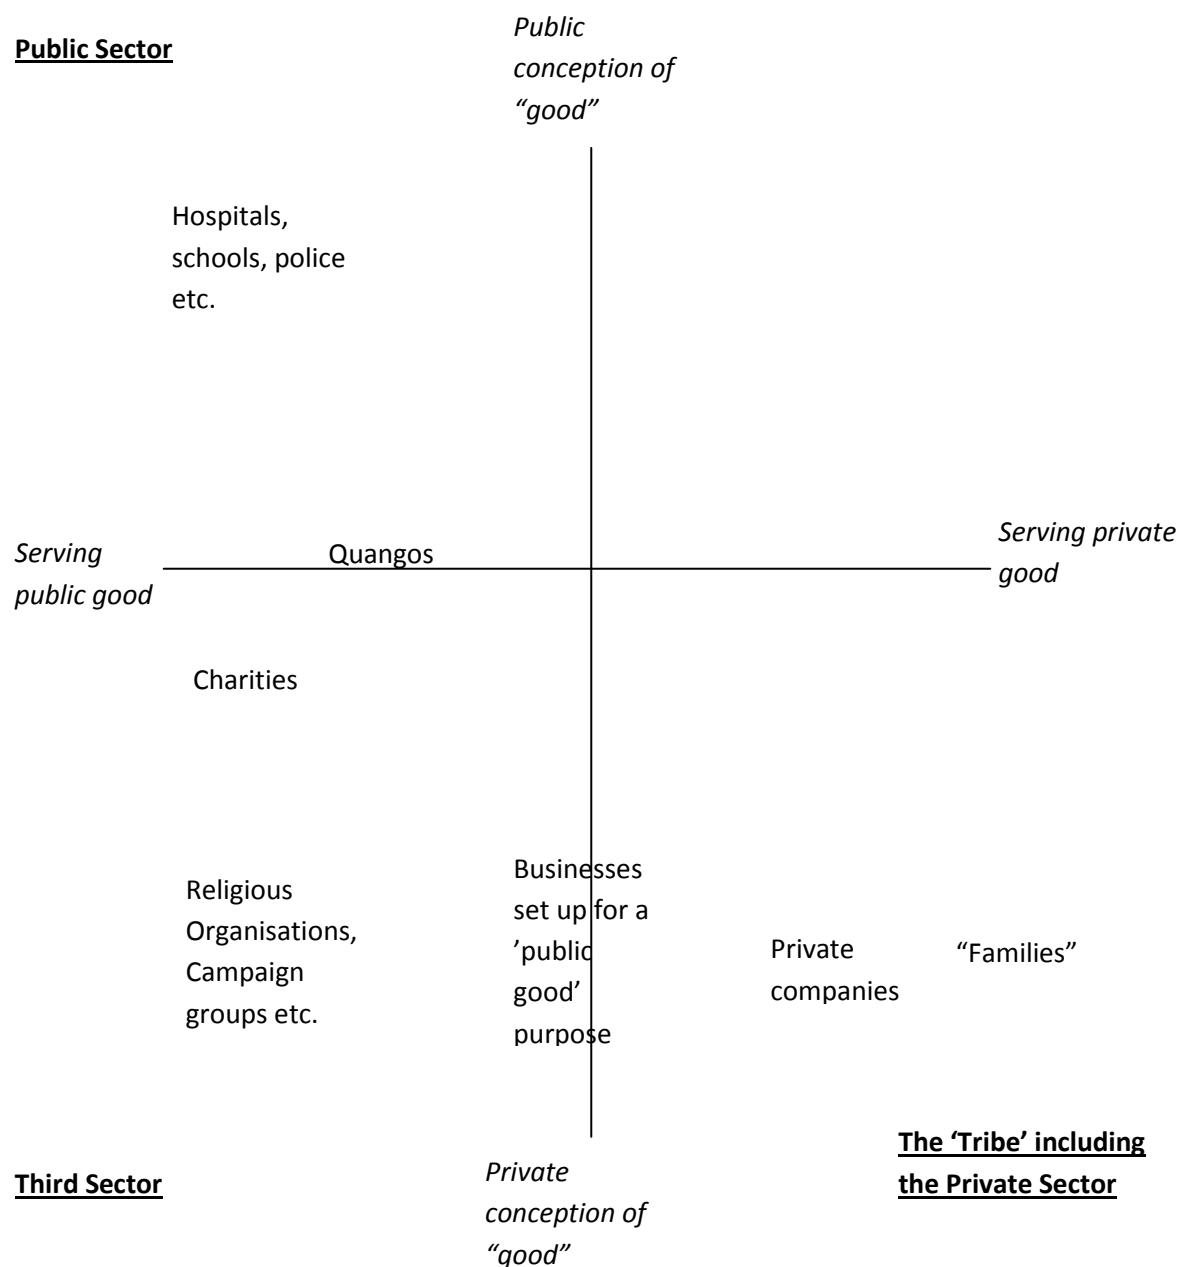 Public Sector
Public
conception of
“good”
Hospitals,
schools, police
etc.
Serving
public good
Quangos
Serving private
good
Charities
Religious
Organisations,
Campaign
groups etc.
Businesses
set up for a
’public
good’
purpose
Private
companies
“Families”
Third Sector
Private
conception of
“good”
The ‘Tribe’ including
the Private Sector